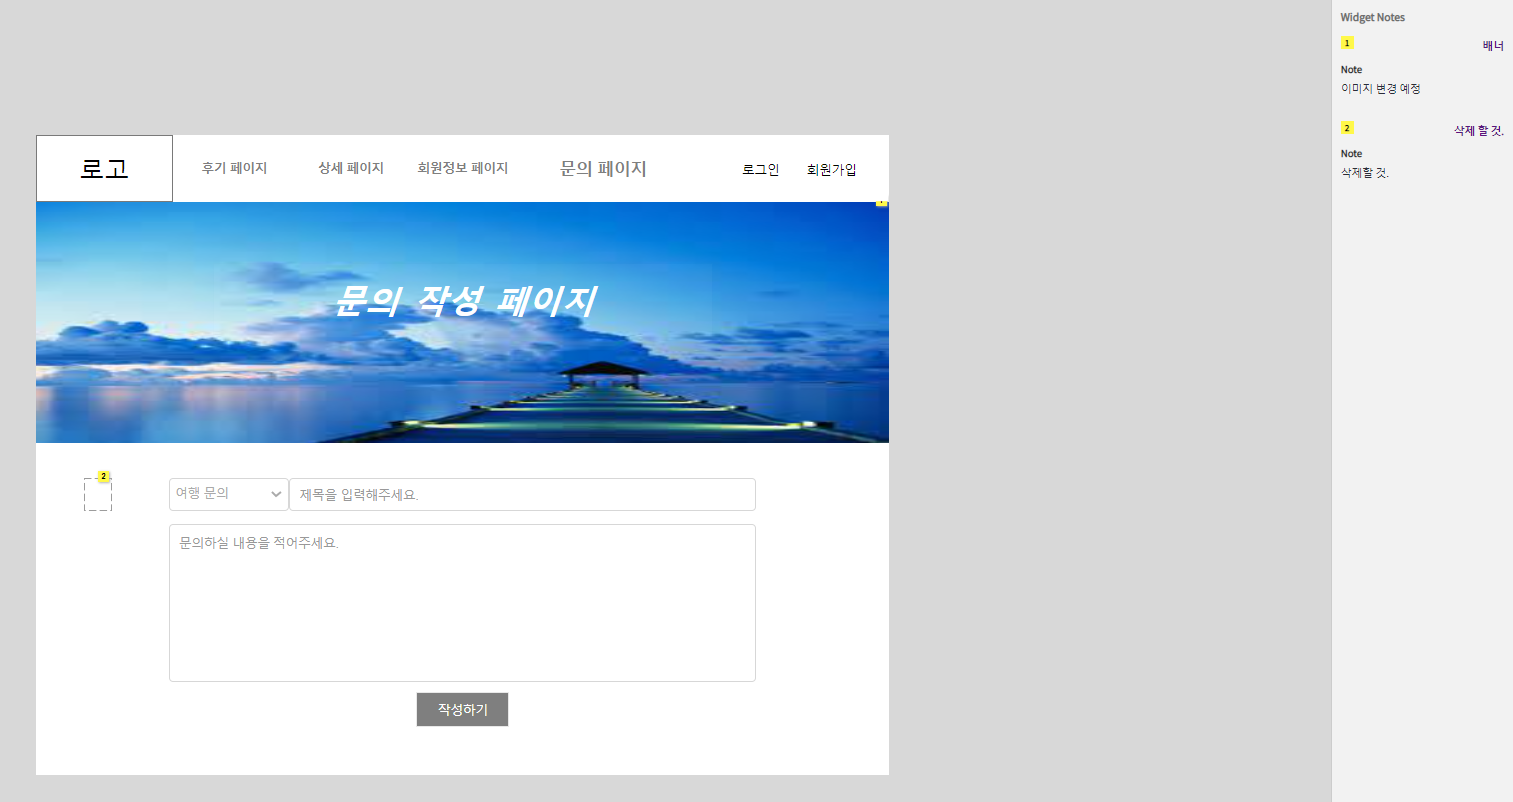 로고
후기 페이지
상세 페이지
회원정보 페이지
문의 페이지
로그인
회원가입
문의 작성 페이지
2
여행 문의
제목을 입력해주세요.
문의하실 내용을 적어주세요.
작성하기
Widget Notes
1
배너
Note
이미지 변경 예정
2
삭제 할 것.
Note
삭제할 것.